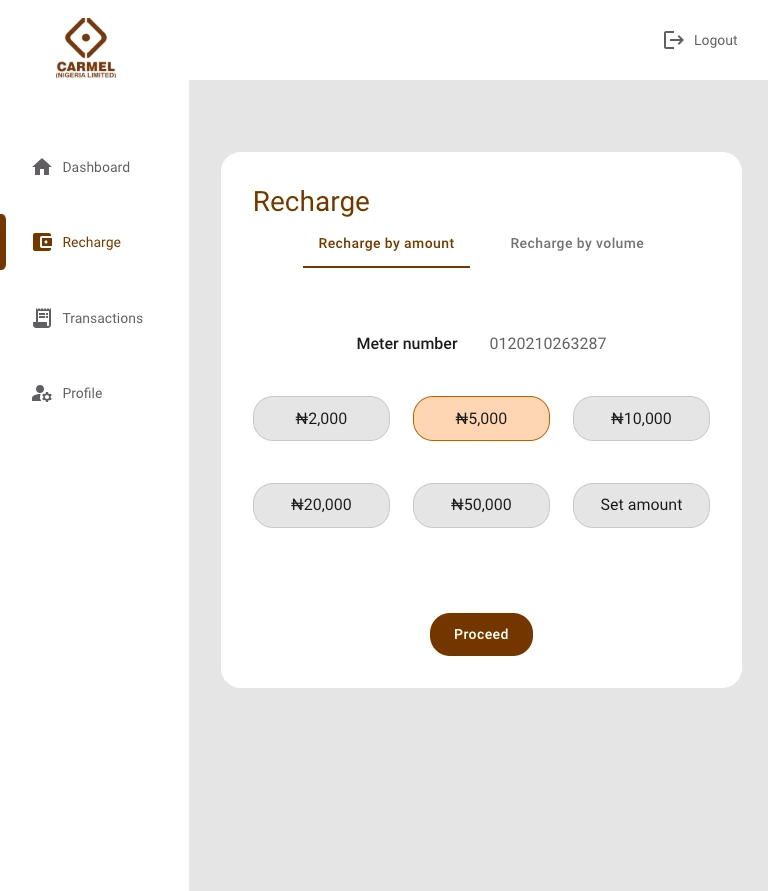 CARMEL
(NIGERIA LIMITED)
Logout
Dashboard
Recharge
Transactions
Profile
Recharge
Recharge by amount Recharge by volume
Meter number 0120210263287
₦2,000 ₦5,000 ₦10,000
₦20,000 ₦50,000 Set amount
Proceed